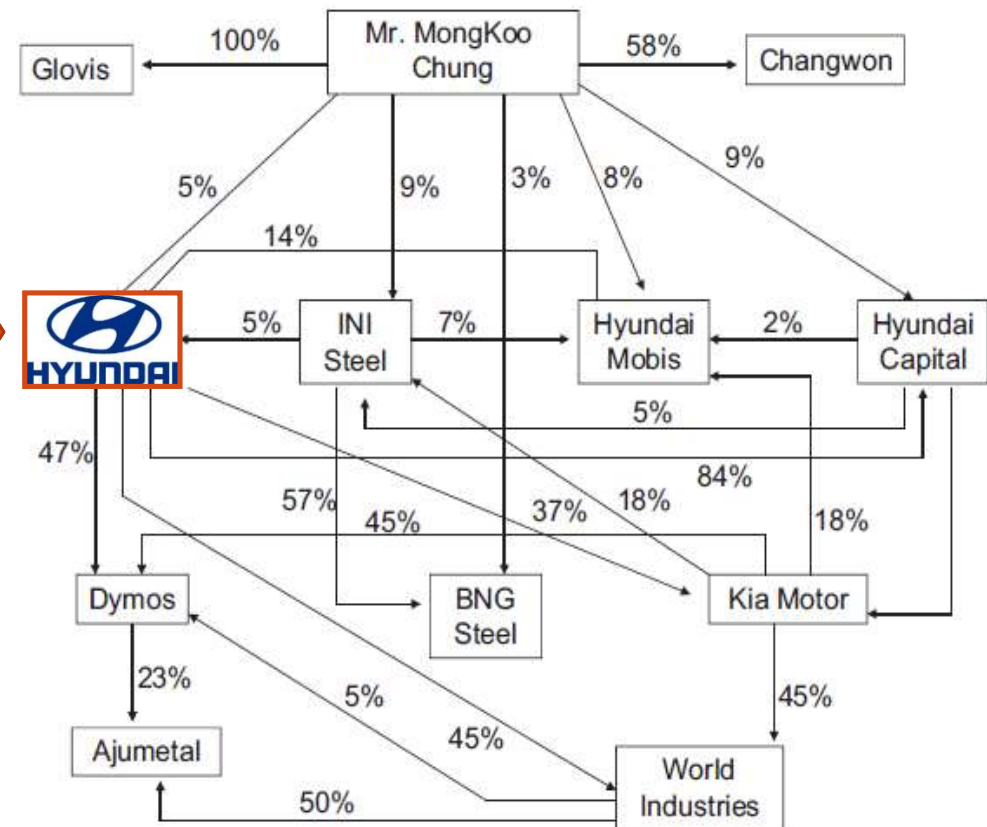 Mr. MongKoo
Chung
100%
58%
Glovis
Changwon
5%
9%
3%
8%
9%
14%
HYUNDAI
5%
INI
Steel
7%
Hyundai
Mobis
2%
Hyundai
Capital
5%
47%
84%
57%
45%
18%
37%
18%
Dymos
BNG
Steel
Kia Motor
23%
5%
45%
45%
Ajumetal
World
Industries
50%